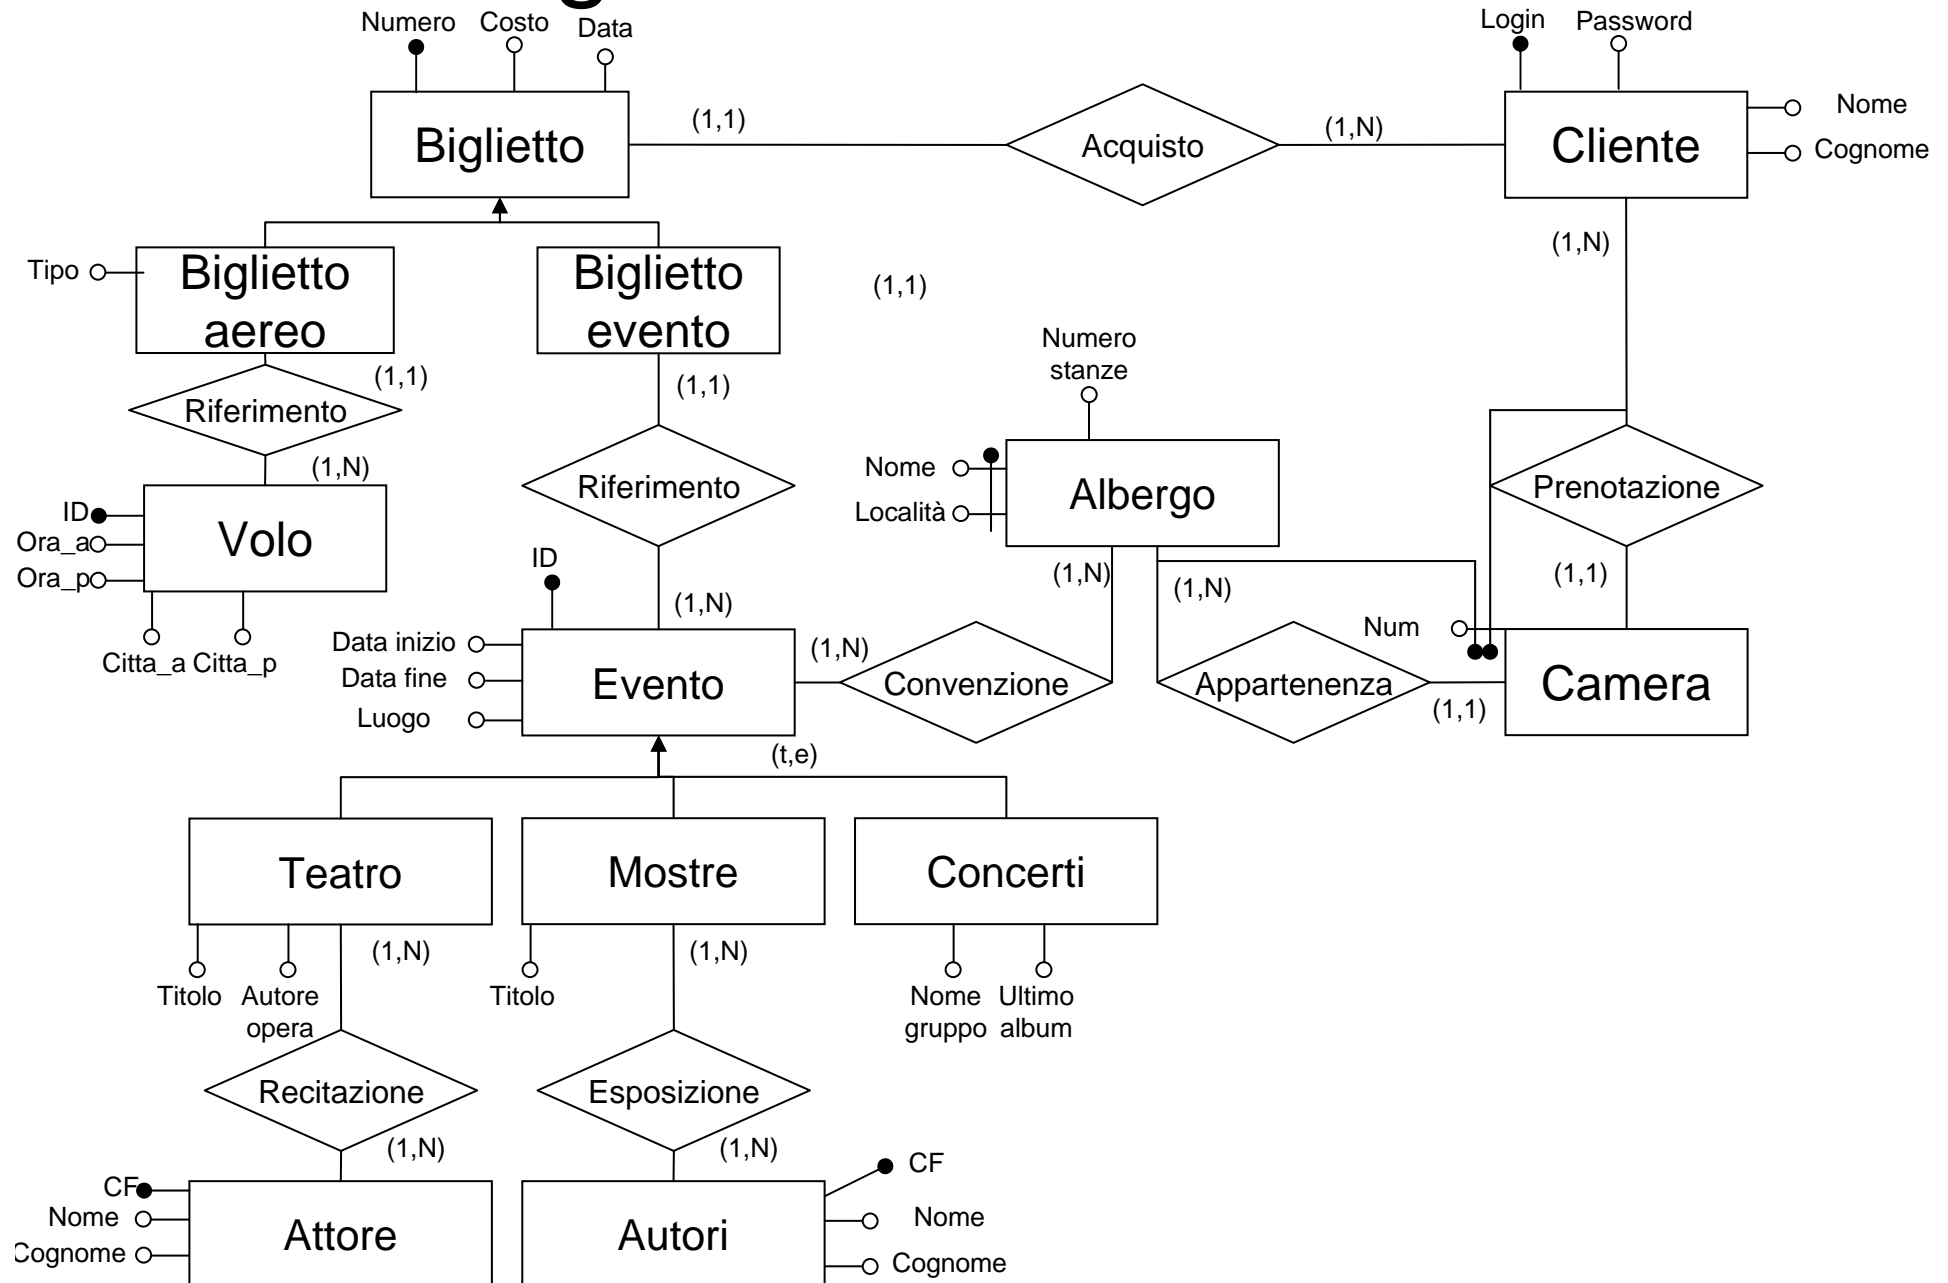 Numero
Costo
Data
Login
Password
Biglietto
(1,1)
Acquisto
(1,N)
Cliente
Nome
Cognome
(1,N)
Tipo
Biglietto
aereo
Biglietto
evento
(1,1)
(1,1)
(1,1)
Numero
stanze
Riferimento
(1,N)
Riferimento
Nome
Località
Albergo
Prenotazione
ID
Ora_a
Ora_p
Volo
ID
(1,N)
(1,N)
(1,N)
(1,1)
Citta_a
Citta_p
Data inizio
Data fine
Luogo
Evento
(1,N)
Convenzione
Appartenenza
Num
(1,1)
Camera
(t,e)
Teatro
Mostre
Concerti
(1,N)
(1,N)
Titolo
Autore
opera
Titolo
Nome
gruppo
Ultimo
album
Recitazione
Esposizione
(1,N)
(1,N)
CF
Nome
Cognome
Attore
Autori
CF
Nome
Cognome